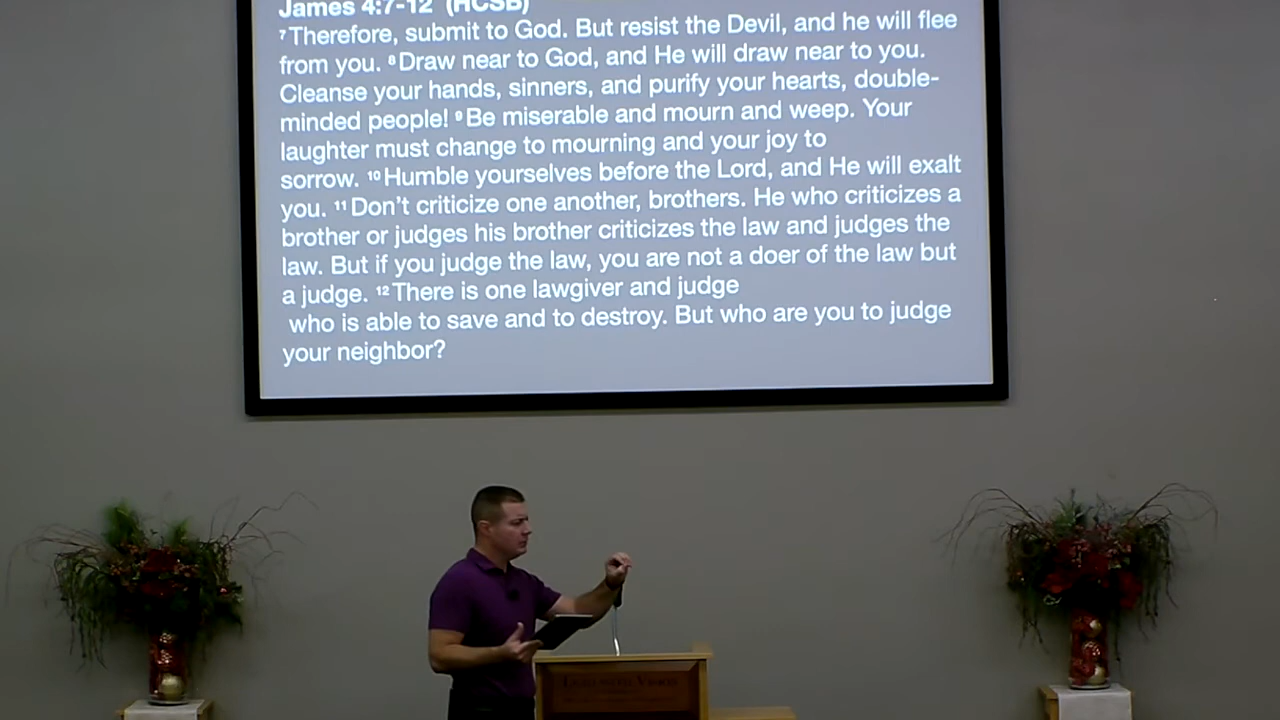 James 4:7-12 (HCSB)
⁷Therefore, submit to God. But resist the Devil, and he will flee
from you. ⁸Draw near to God, and He will draw near to you.
Cleanse your hands, sinners, and purify your hearts, double-
minded people! ⁹Be miserable and mourn and weep. Your
laughter must change to mourning and your joy to
sorrow. ¹⁰Humble yourselves before the Lord, and He will exalt
you. ¹¹Don’t criticize one another, brothers. He who criticizes a
brother or judges his brother criticizes the law and judges the
law. But if you judge the law, you are not a doer of the law but
a judge. ¹²There is one lawgiver and judge
who is able to save and to destroy. But who are you to judge
your neighbor?